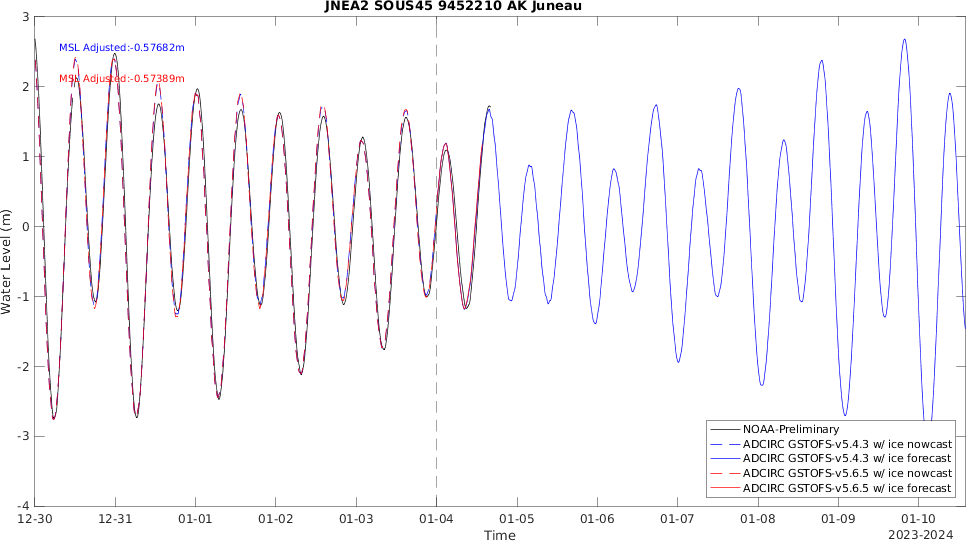 JNEA2 SOUS45 9452210 AK Juneau
MSL Adjusted:-0.57682m
MSL Adjusted:-0.57389m
Water Level (m)
3
2
1
0
-1
-2
-3
-4
NOAA-Preliminary
ADCIRC GSTOFS-v5.4.3 w/ ice nowcast
ADCIRC GSTOFS-v5.4.3 w/ ice forecast
ADCIRC GSTOFS-v5.6.5 w/ ice nowcast
ADCIRC GSTOFS-v5.6.5 w/ ice forecast
12-30 12-31 01-01 01-02 01-03 01-04 01-05 01-06 01-07 01-08 01-09 01-10
Time
2023-2024